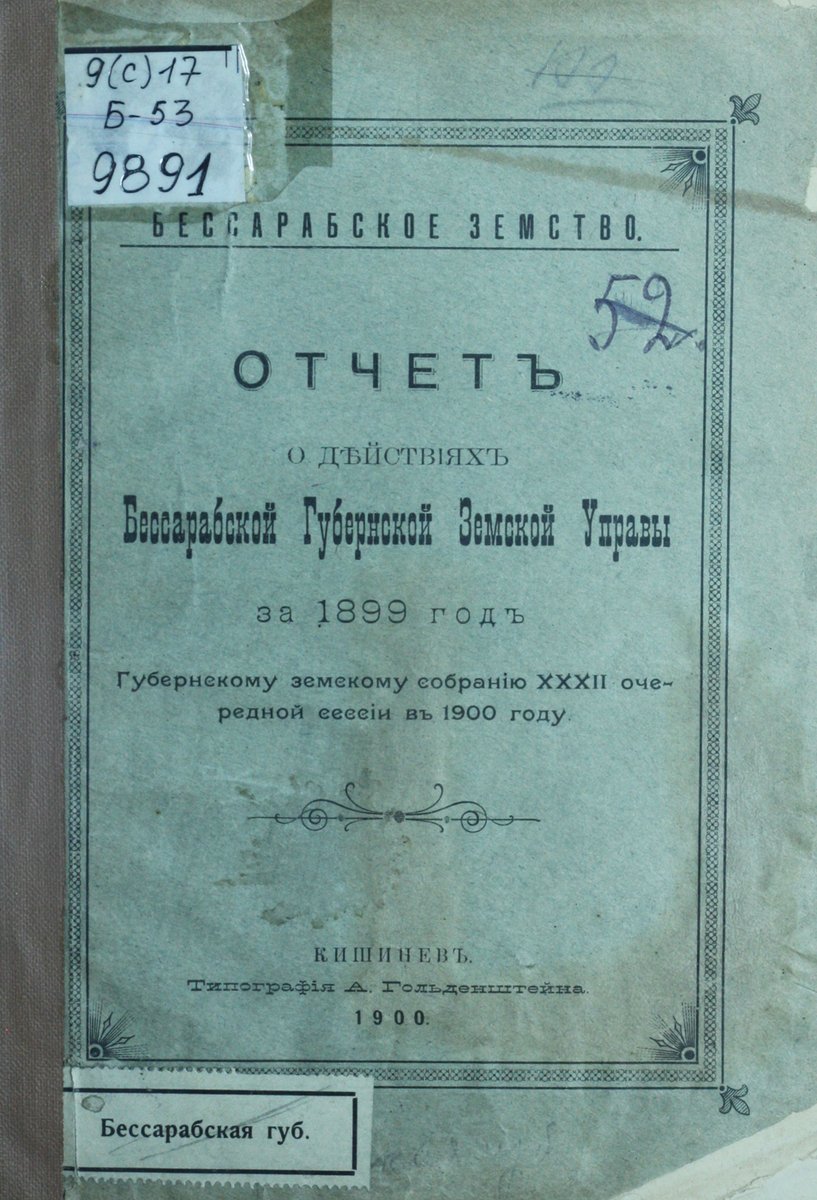 9(с)17
Б-53
9891
БЕССАРАБСКОЕ ЗЕМСТВО.
52.
ОТЧЕТЪ
О ДѢЙСТВІЯХЪ
Бессарабской Губернской Земской Управы
за 1899 годъ
Губернскому земскому собранію XXXII оче-
редной сессіи въ 1900 году.
КИШИНЕВЪ.
Типографія А. Гольденштейна.
1900.
Бессарабская губ.